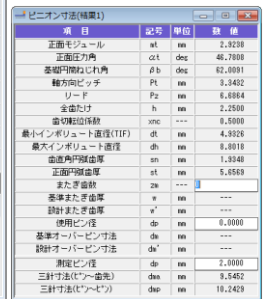 ピニオン寸法(結果1)
項 目 記号 単位 数 値
正面モジュール mt mm 2.9238
正面圧力角 αt deg 46.7808
基礎円筒ねじれ角 βb deg 62.0091
軸方向ピッチ Pt mm 3.3432
リード Pz mm 6.6864
全歯たけ h mm 2.2500
歯切転位係数 xnc --- 0.5000
最小インボリュート直径(TIF) dt mm 4.9326
最大インボリュート直径 dh mm 8.8018
歯直角円弧歯厚 sn mm 1.9348
正面円弧歯厚 st mm 5.6569
またぎ歯数 zm ---
基準またぎ歯厚 w mm ---
設計またぎ歯厚 w' mm ---
使用ピン径 dp mm 0.0000
基準オーバーピン寸法 dm mm ---
設計オーバーピン寸法 dm' mm ---
測定ピン径 dp mm 2.0000
三針寸法(ピン～歯先) dmm mm 9.5452
三針寸法(ピン～ピン) dmp mm 10.2429